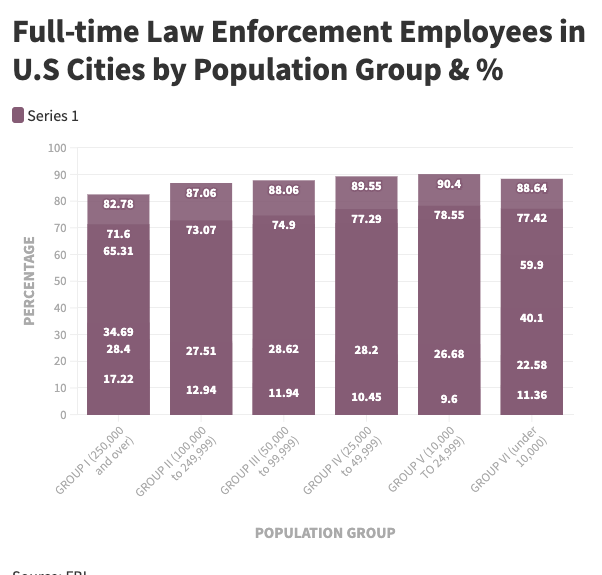 Full-time Law Enforcement Employees in
U.S Cities by Population Group & %
Series 1
100
90
80
70
60
50
40
30
20
10
0
PERCENTAGE
82.78
71.6
65.31
34.69
28.4
17.22
87.06
73.07
27.51
12.94
88.06
74.9
28.62
11.94
89.55
77.29
28.2
10.45
90.4
78.55
26.68
9.6
88.64
77.42
59.9
40.1
22.58
11.36
GROUP I (250,000
and over)
GROUP II (100,000
to 249,999)
GROUP III (50,000
to 99,999)
GROUP IV (25,000
to 49,999)
GROUP V (10,000
TO 24,999)
GROUP VI (under
10,000)
POPULATION GROUP
Source: FBI